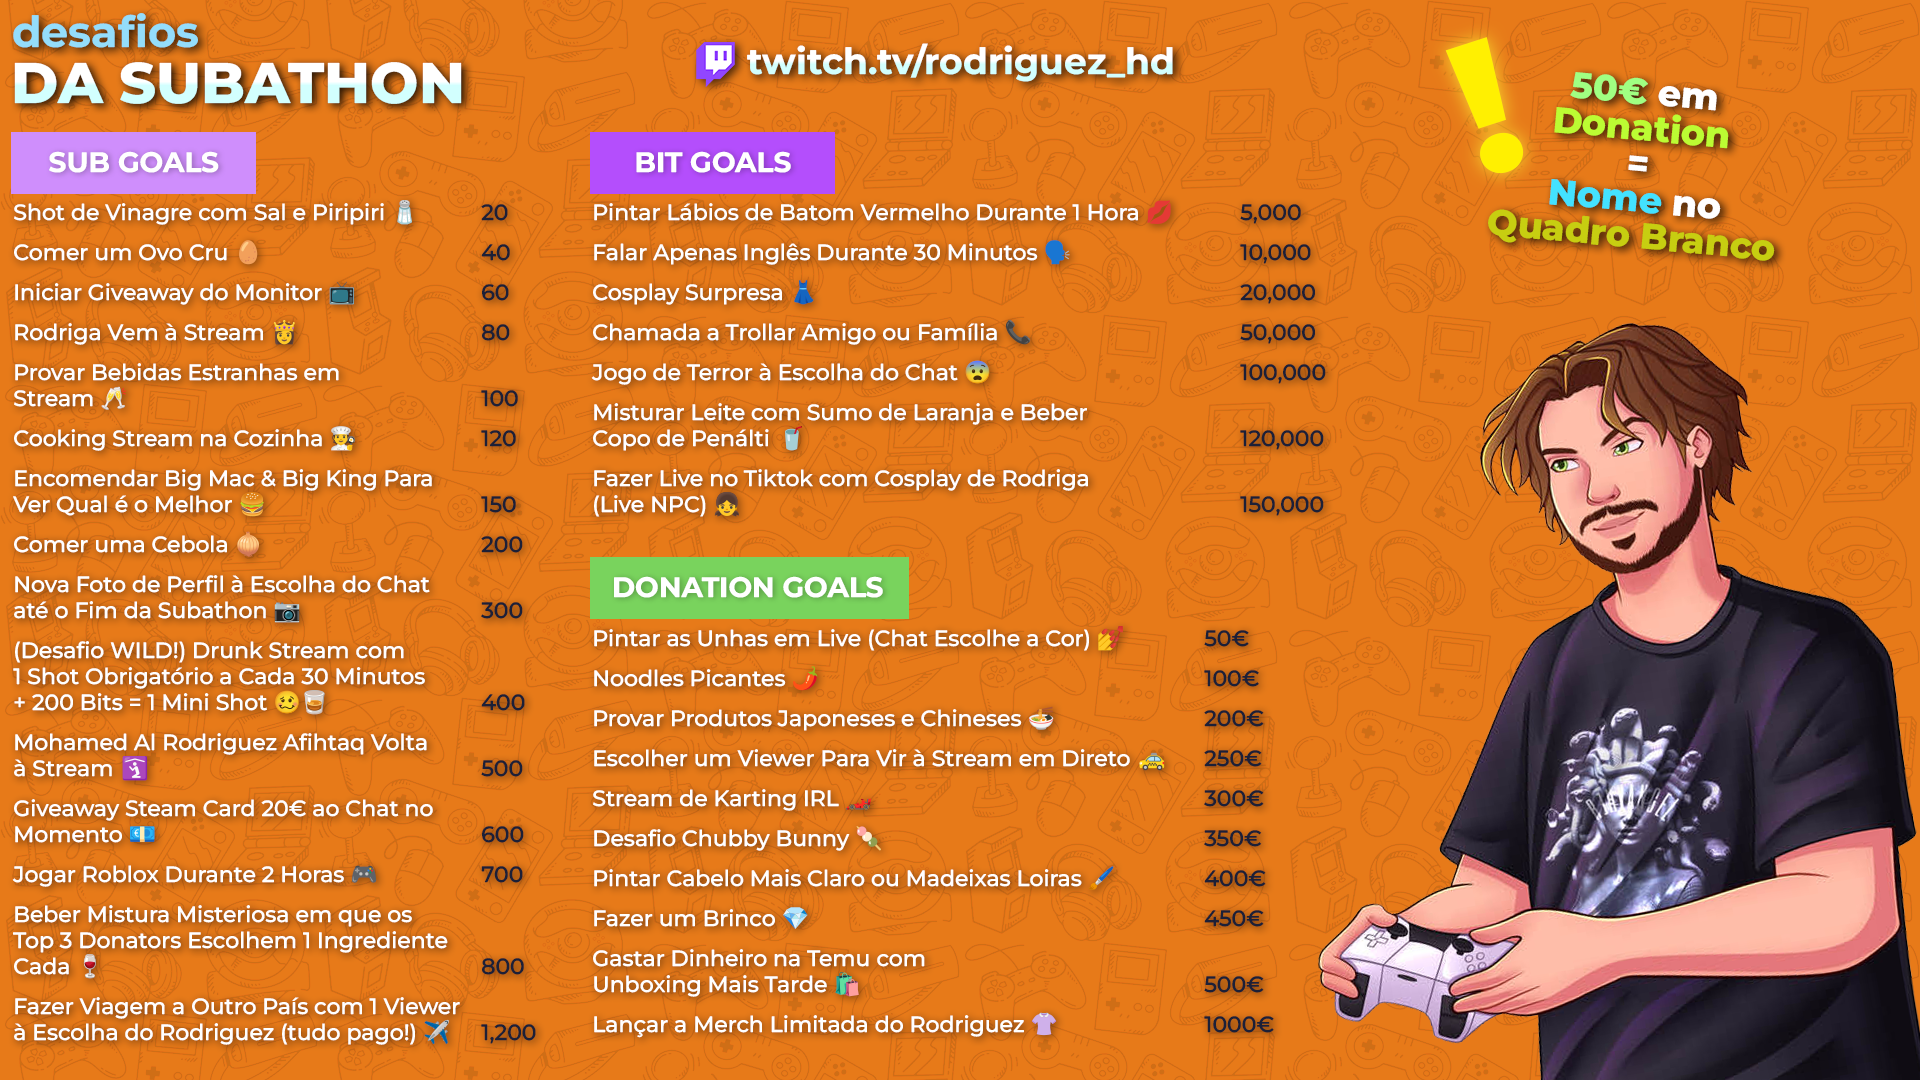 desafios
DA SUBATHON
twitch.tv/rodriguez_hd
50€ em
Donation
=
Nome no
Quadro Branco
SUB GOALS
Shot de Vinagre com Sal e Piripiri 🧂 20
Comer um Ovo Cru 🥚 40
Iniciar Giveaway do Monitor 📺 60
Rodriga Vem à Stream 👸 80
Provar Bebidas Estranhas em
Stream 🥂 100
Cooking Stream na Cozinha 🧑‍🍳 120
Encomendar Big Mac & Big King Para
Ver Qual é o Melhor 🍔 150
Comer uma Cebola 🧅 200
Nova Foto de Perfil à Escolha do Chat
até o Fim da Subathon 📷 300
(Desafio WILD!) Drunk Stream com
1 Shot Obrigatório a Cada 30 Minutos
+ 200 Bits = 1 Mini Shot 🥴🥃 400
Mohamed Al Rodriguez Afihtaq Volta
à Stream 🛐 500
Giveaway Steam Card 20€ ao Chat no
Momento 💶 600
Jogar Roblox Durante 2 Horas 🎮 700
Beber Mistura Misteriosa em que os
Top 3 Donators Escolhem 1 Ingrediente
Cada 🍷 800
Fazer Viagem a Outro País com 1 Viewer
à Escolha do Rodriguez (tudo pago!) ✈️ 1,200
BIT GOALS
Pintar Lábios de Batom Vermelho Durante 1 Hora 💋 5,000
Falar Apenas Inglês Durante 30 Minutos 🗣️ 10,000
Cosplay Surpresa 👗 20,000
Chamada a Trollar Amigo ou Família 📞 50,000
Jogo de Terror à Escolha do Chat 😨 100,000
Misturar Leite com Sumo de Laranja e Beber
Copo de Penálti 🥤 120,000
Fazer Live no Tiktok com Cosplay de Rodriga
(Live NPC) 👧 150,000
DONATION GOALS
Pintar as Unhas em Live (Chat Escolhe a Cor) 💅 50€
Noodles Picantes 🌶️ 100€
Provar Produtos Japoneses e Chineses 🍜 200€
Escolher um Viewer Para Vir à Stream em Direto 🚕 250€
Stream de Karting IRL 🏎️ 300€
Desafio Chubby Bunny 🍡 350€
Pintar Cabelo Mais Claro ou Madeixas Loiras 🖌️ 400€
Fazer um Brinco 💎 450€
Gastar Dinheiro na Temu com
Unboxing Mais Tarde 🛍️ 500€
Lançar a Merch Limitada do Rodriguez 👚 1000€